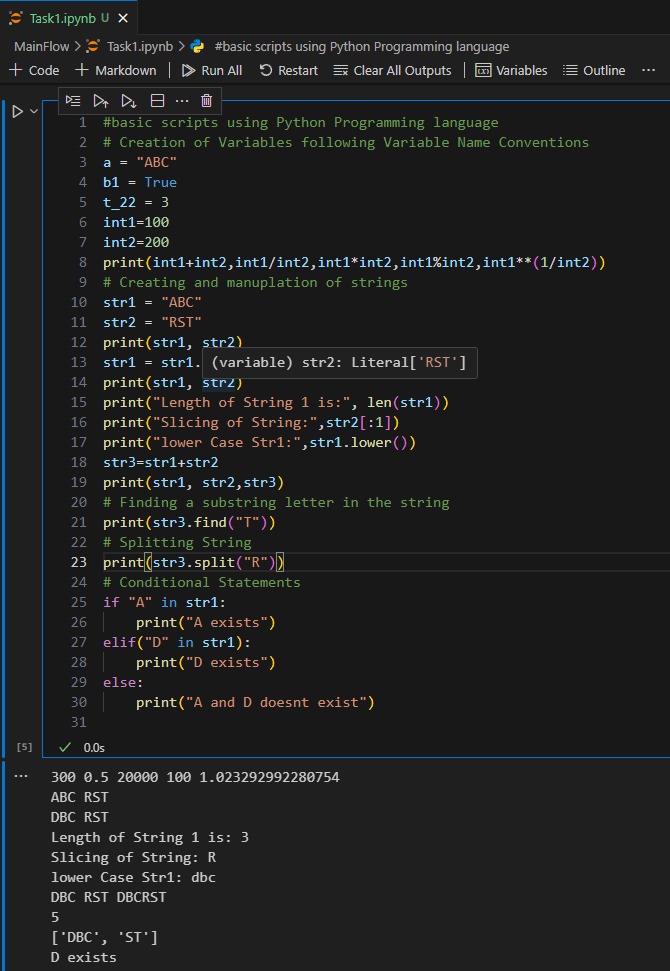 Task1.ipynb U ×
MainFlow > Task1.ipynb > #basic scripts using Python Programming language
+ Code + Markdown | Run All Restart Clear All Outputs | Variables Outline ...
1 #basic scripts using Python Programming language
2 # Creation of Variables following Variable Name Conventions
3 a = "ABC"
4 b1 = True
5 t_22 = 3
6 int1=100
7 int2=200
8 print(int1+int2,int1/int2,int1*int2,int1%int2,int1**(1/int2))
9 # Creating and manuplation of strings
10 str1 = "ABC"
11 str2 = "RST"
12 print(str1, str2)
13 str1 = str1. (variable) str2: Literal['RST']
14 print(str1, str2)
15 print("Length of String 1 is:", len(str1))
16 print("Slicing of String:",str2[:1])
17 print("lower Case Str1:",str1.lower())
18 str3=str1+str2
19 print(str1, str2,str3)
20 # Finding a substring letter in the string
21 print(str3.find("T"))
22 # Splitting String
23 print(str3.split("R"))
24 # Conditional Statements
25 if "A" in str1:
26     print("A exists")
27 elif("D" in str1):
28     print("D exists")
29 else:
30     print("A and D doesnt exist")
31
[5] ✓ 0.0s
... 300 0.5 20000 100 1.023292992280754
ABC RST
DBC RST
Length of String 1 is: 3
Slicing of String: R
lower Case Str1: dbc
DBC RST DBCRST
5
['DBC', 'ST']
D exists